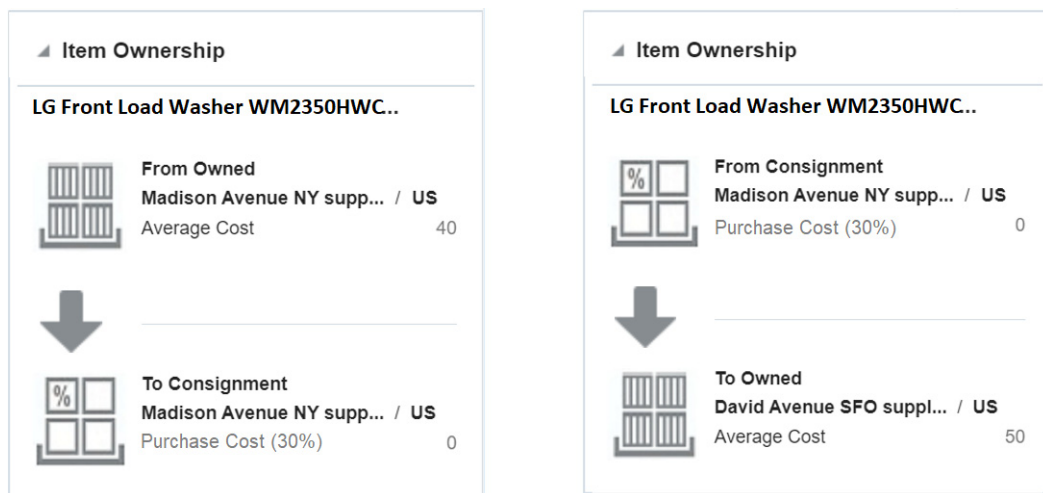 Item Ownership
LG Front Load Washer WM2350HWC...
From Owned
Madison Avenue NY supp... / US
Average Cost 40
%
To Consignment
Madison Avenue NY supp... / US
Purchase Cost (30%) 0
Item Ownership
LG Front Load Washer WM2350HWC...
%
From Consignment
Madison Avenue NY supp... / US
Purchase Cost (30%) 0
To Owned
David Avenue SFO suppl... / US
Average Cost 50